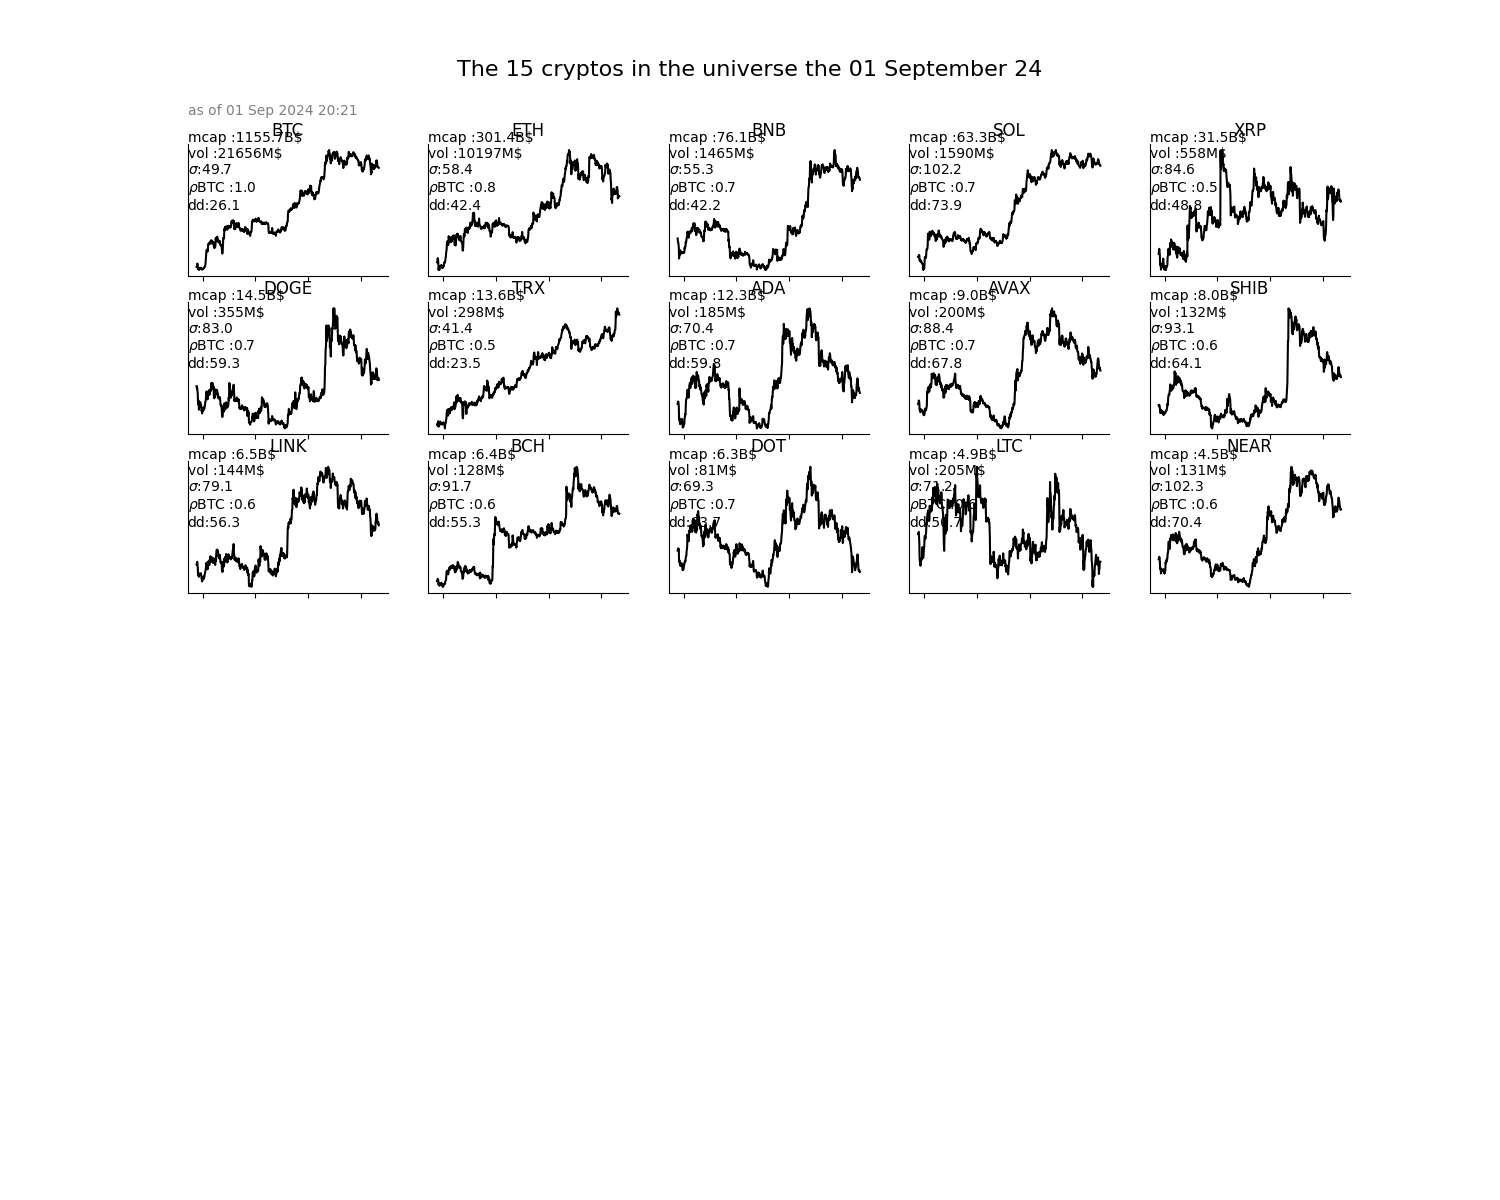 The 15 cryptos in the universe the 01 September 24
as of 01 Sep 2024 20:21
BTC
mcap :1155.7B$
vol :21656M$
σ:49.7
ρBTC :1.0
dd:26.1
ETH
mcap :301.4B$
vol :10197M$
σ:58.4
ρBTC :0.8
dd:42.4
BNB
mcap :76.1B$
vol :1465M$
σ:55.3
ρBTC :0.7
dd:42.2
SOL
mcap :63.3B$
vol :1590M$
σ:102.2
ρBTC :0.7
dd:73.9
XRP
mcap :31.5B$
vol :558M$
σ:84.6
ρBTC :0.5
dd:48.8
DOGE
mcap :14.5B$
vol :355M$
σ:83.0
ρBTC :0.7
dd:59.3
TRX
mcap :13.6B$
vol :298M$
σ:41.4
ρBTC :0.5
dd:23.5
ADA
mcap :12.3B$
vol :185M$
σ:70.4
ρBTC :0.7
dd:59.8
AVAX
mcap :9.0B$
vol :200M$
σ:88.4
ρBTC :0.7
dd:67.8
SHIB
mcap :8.0B$
vol :132M$
σ:93.1
ρBTC :0.6
dd:64.1
LINK
mcap :6.5B$
vol :144M$
σ:79.1
ρBTC :0.6
dd:56.3
BCH
mcap :6.4B$
vol :128M$
σ:91.7
ρBTC :0.6
dd:55.3
DOT
mcap :6.3B$
vol :81M$
σ:69.3
ρBTC :0.7
LTC
mcap :4.9B$
vol :205M$
σ:71.2
NEAR
mcap :4.5B$
vol :131M$
σ:102.3
ρBTC :0.6
dd:70.4